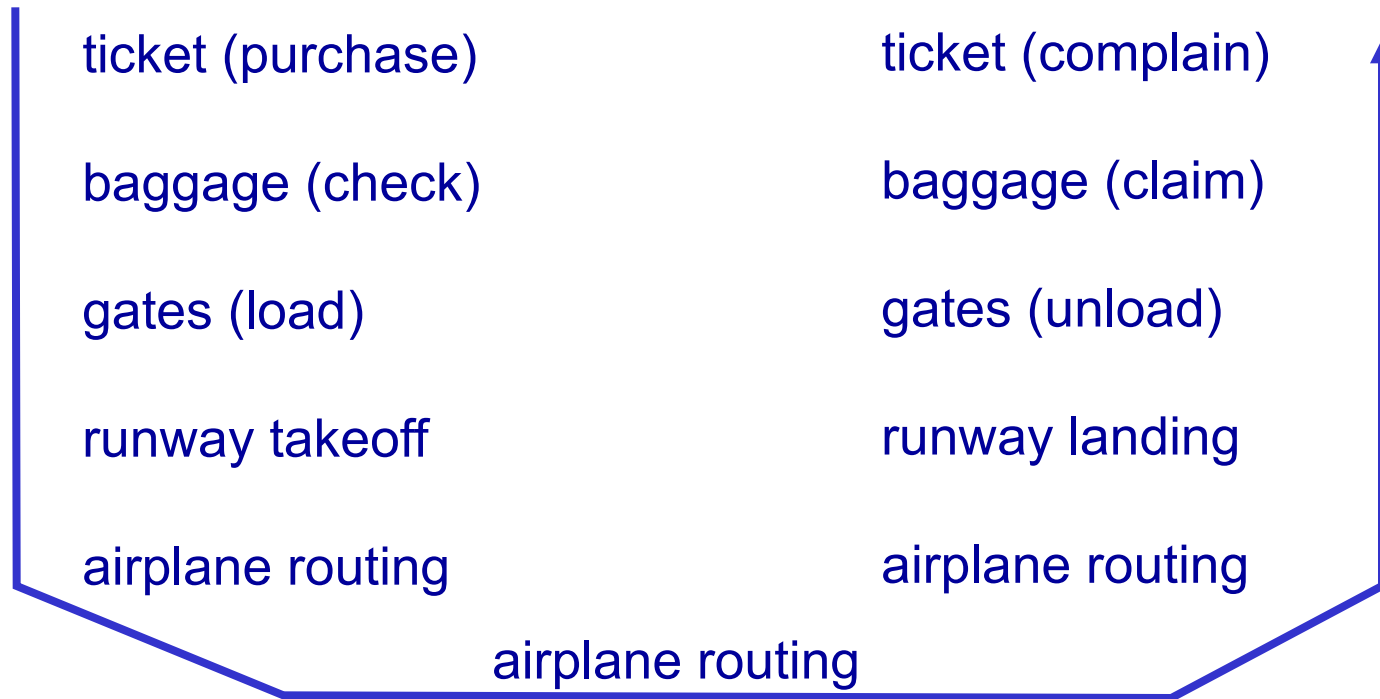 ticket (purchase)
baggage (check)
gates (load)
runway takeoff
airplane routing
ticket (complain)
baggage (claim)
gates (unload)
runway landing
airplane routing
airplane routing